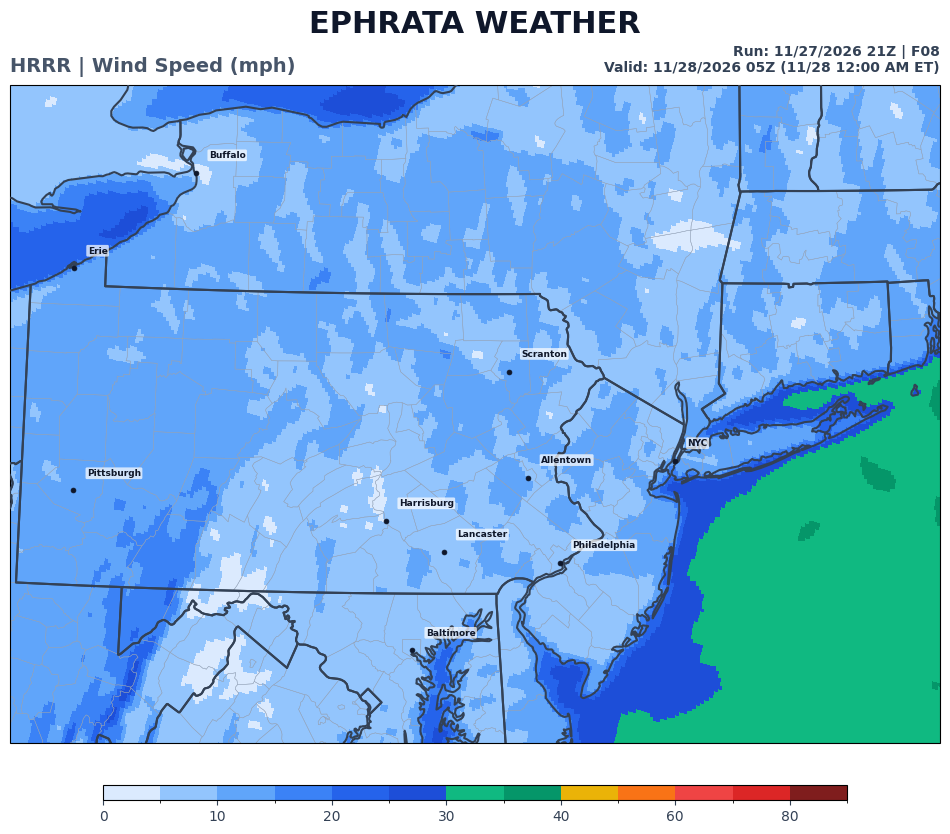 EPHRATA WEATHER
HRRR | Wind Speed (mph)
Run: 11/27/2026 21Z | F08
Valid: 11/28/2026 05Z (11/28 12:00 AM ET)
Buffalo
Erie
Scranton
NYC
Allentown
Pittsburgh
Harrisburg
Lancaster
Philadelphia
Baltimore
0 10 20 30 40 60 80